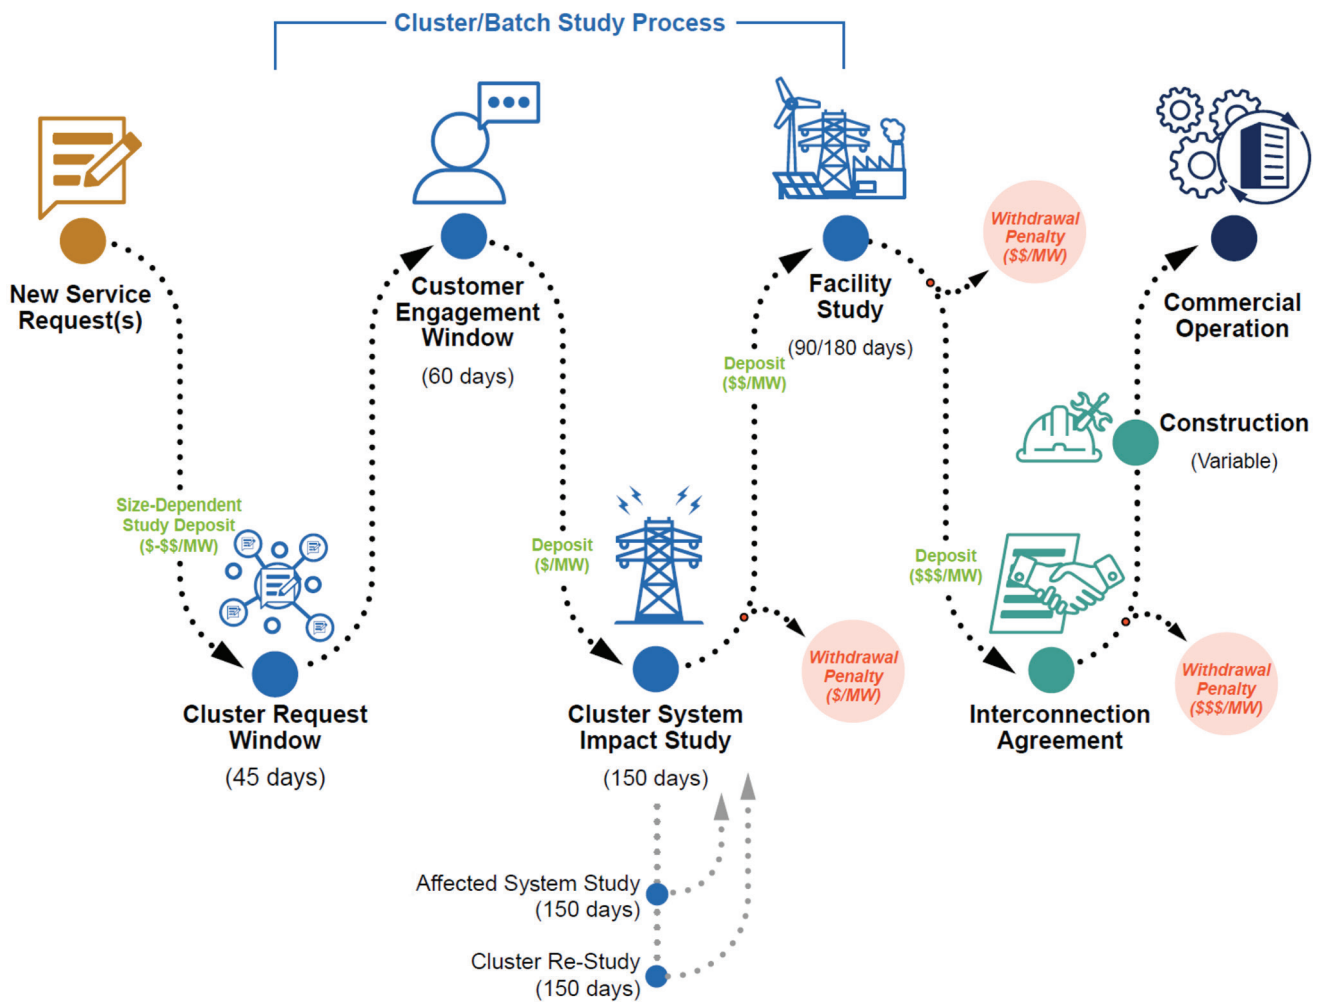 Cluster/Batch Study Process
New Service
Request(s)
Size-Dependent
Study Deposit
($-$$/MW)
Cluster Request
Window
(45 days)
Customer
Engagement
Window
(60 days)
Deposit
($/MW)
Cluster System
Impact Study
(150 days)
Affected System Study
(150 days)
Cluster Re-Study
(150 days)
Withdrawal
Penalty
($/MW)
Deposit
($$/MW)
Facility
Study
(90/180 days)
Withdrawal
Penalty
($$/MW)
Deposit
($$$/MW)
Interconnection
Agreement
Withdrawal
Penalty
($$$/MW)
Construction
(Variable)
Commercial
Operation